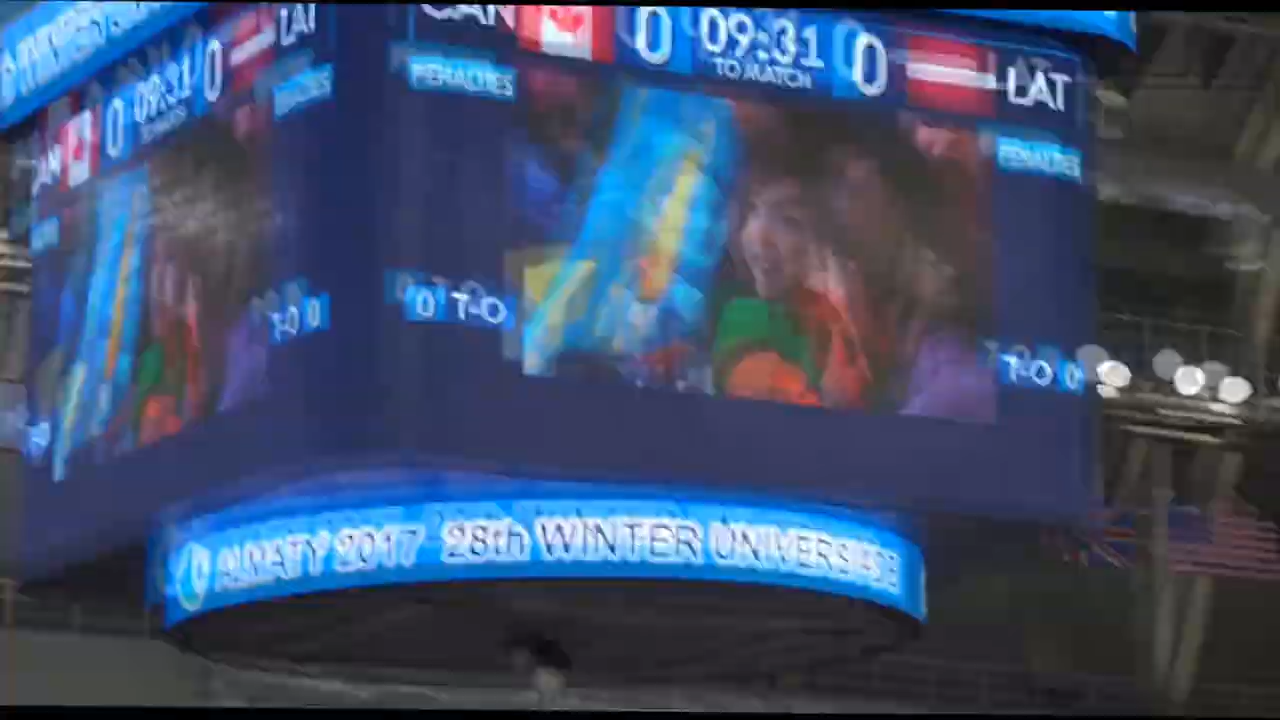 CAN 0 09:31 0 LAT
TO MATCH
PENALTIES
PENALTIES
0 T-O
T-O 0
LAT
0 09:31 0
T-O 0
ALMATY 2017 28th WINTER UNIVERSIADE